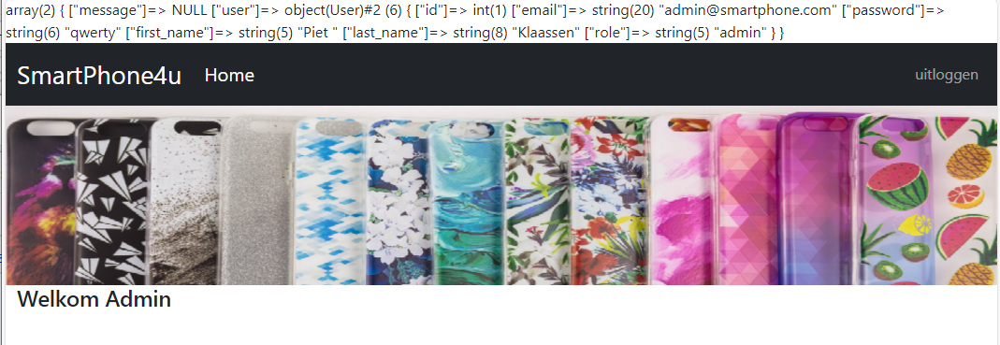 array(2) { ["message"]=> NULL ["user"]=> object(User)#2 (6) { ["id"]=> int(1) ["email"]=> string(20) "admin@smartphone.com" ["password"]=>
string(6) "qwerty" ["first_name"]=> string(5) "Piet " ["last_name"]=> string(8) "Klaassen" ["role"]=> string(5) "admin" } }
SmartPhone4u Home uitloggen
Welkom Admin